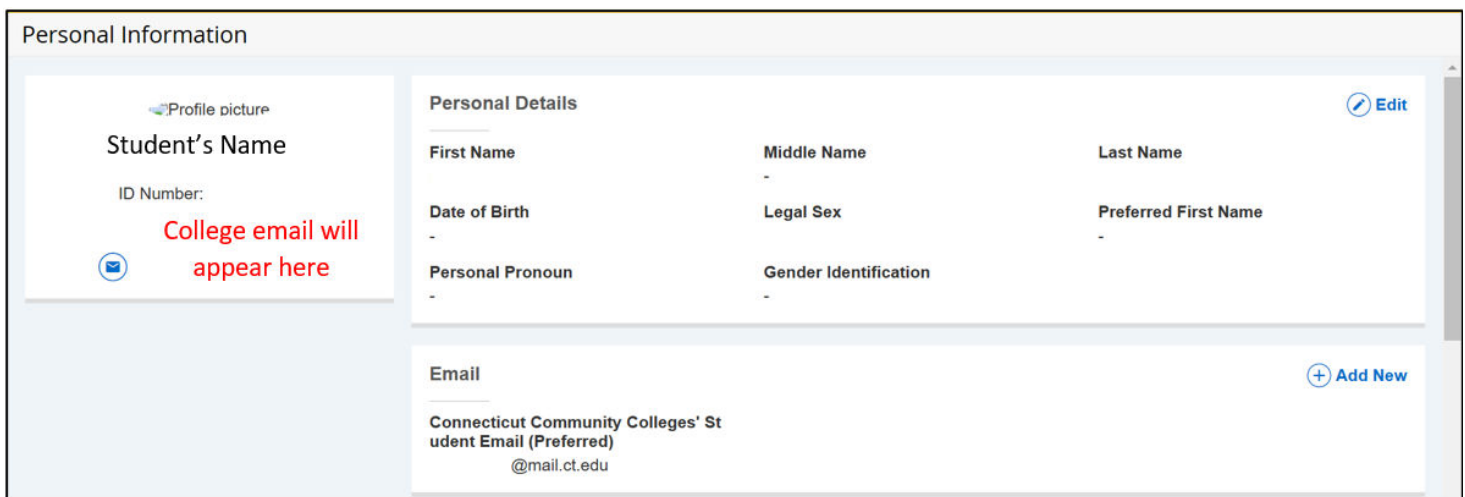 Personal Information
Profile picture
Student's Name
ID Number:
College email will
appear here
Personal Details
Edit
First Name
Middle Name
Last Name
-
Date of Birth
Legal Sex
Preferred First Name
-
-
Personal Pronoun
Gender Identification
-
-
Email
Add New
Connecticut Community Colleges' St
udent Email (Preferred)
@mail.ct.edu